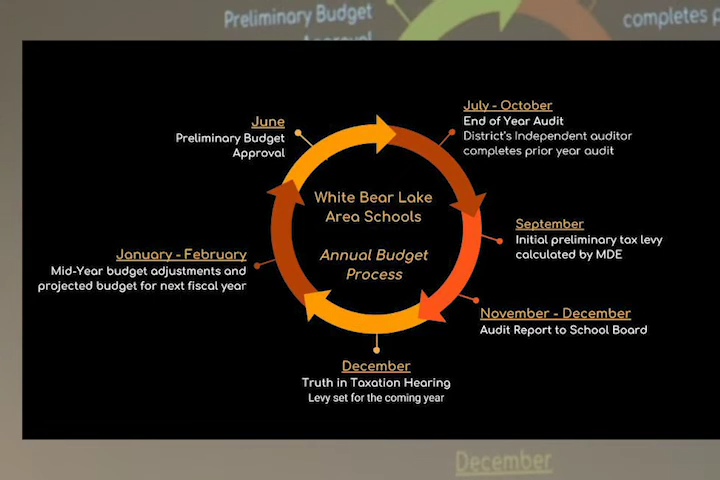 Preliminary Budget
completes
June
Preliminary Budget
Approval
July - October
End of Year Audit
District's Independent auditor
completes prior year audit
White Bear Lake
Area Schools
Annual Budget
Process
September
Initial preliminary tax levy
calculated by MDE
January - February
Mid-Year budget adjustments and
projected budget for next fiscal year
November - December
Audit Report to School Board
December
Truth in Taxation Hearing
Levy set for the coming year
December